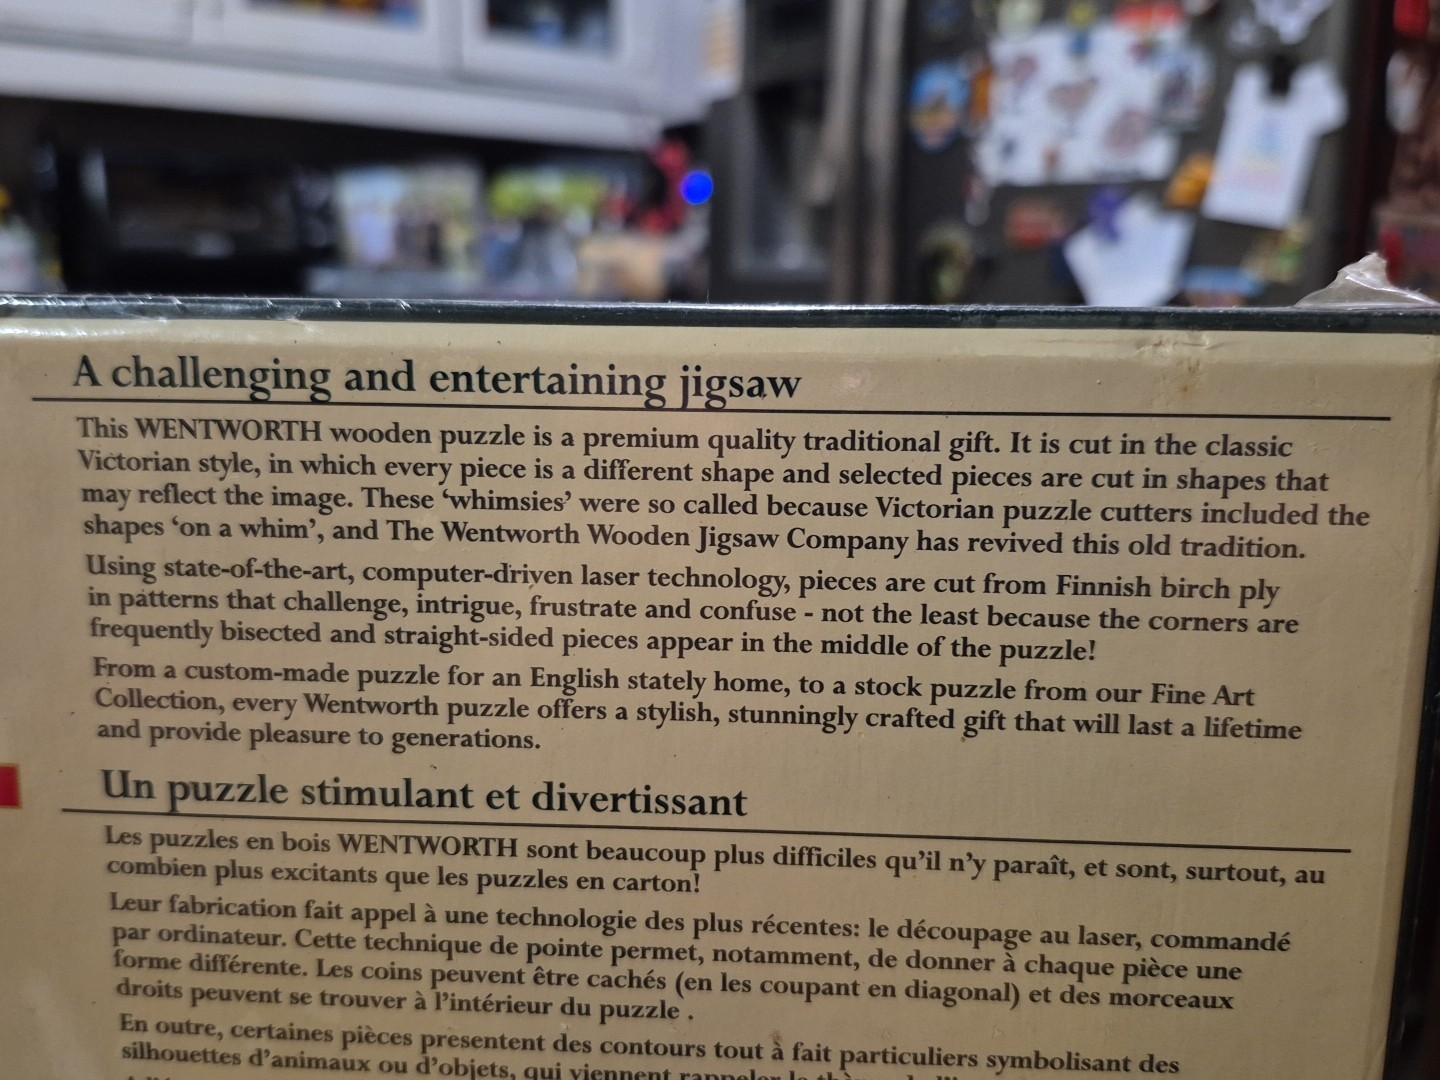 A challenging and entertaining jigsaw
This WENTWORTH wooden puzzle is a premium quality traditional gift. It is cut in the classic
Victorian style, in which every piece is a different shape and selected pieces are cut in shapes that
may reflect the image. These ‘whimsies’ were so called because Victorian puzzle cutters included the
shapes ‘on a whim’, and The Wentworth Wooden Jigsaw Company has revived this old tradition.
Using state-of-the-art, computer-driven laser technology, pieces are cut from Finnish birch ply
in patterns that challenge, intrigue, frustrate and confuse - not the least because the corners are
frequently bisected and straight-sided pieces appear in the middle of the puzzle!
From a custom-made puzzle for an English stately home, to a stock puzzle from our Fine Art
Collection, every Wentworth puzzle offers a stylish, stunningly crafted gift that will last a lifetime
and provide pleasure to generations.
Un puzzle stimulant et divertissant
Les puzzles en bois WENTWORTH sont beaucoup plus difficiles qu’il n’y paraît, et sont, surtout, au
combien plus excitants que les puzzles en carton!
Leur fabrication fait appel à une technologie des plus récentes: le découpage au laser, commandé
par ordinateur. Cette technique de pointe permet, notamment, de donner à chaque pièce une
forme différente. Les coins peuvent être cachés (en les coupant en diagonal) et des morceaux
droits peuvent se trouver à l’intérieur du puzzle .
En outre, certaines pièces presentent des contours tout à fait particuliers symbolisant des
silhouettes d’animaux ou d’objets, qui viennent rappeler le